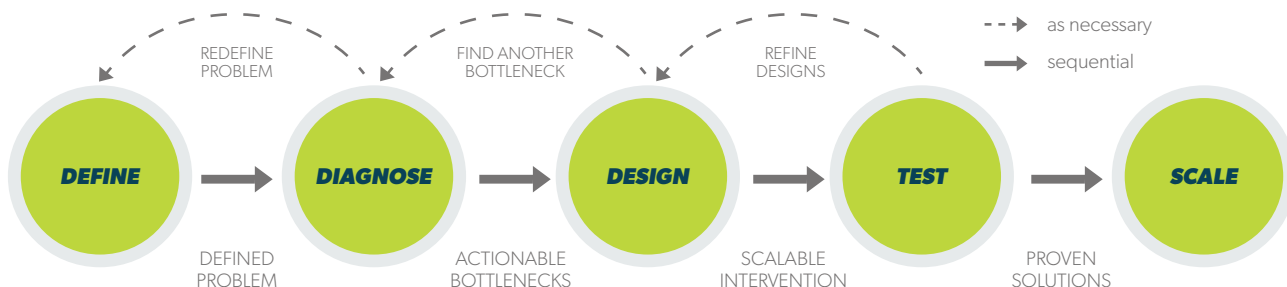 REDEFINE
PROBLEM
FIND ANOTHER
BOTTLENECK
REFINE
DESIGNS
as necessary
sequential
DEFINE
DIAGNOSE
DESIGN
TEST
SCALE
DEFINED
PROBLEM
ACTIONABLE
BOTTLENECKS
SCALABLE
INTERVENTION
PROVEN
SOLUTIONS